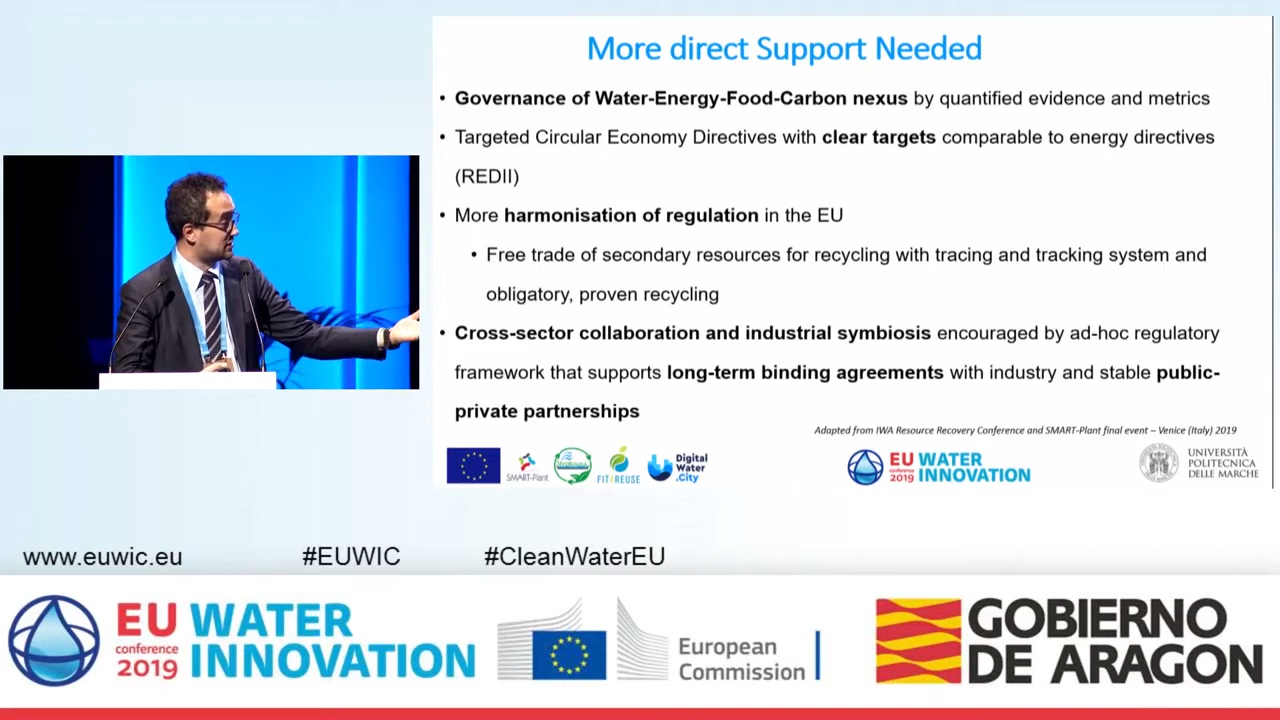 More direct Support Needed
• Governance of Water-Energy-Food-Carbon nexus by quantified evidence and metrics
• Targeted Circular Economy Directives with clear targets comparable to energy directives
(REDII)
• More harmonisation of regulation in the EU
• Free trade of secondary resources for recycling with tracing and tracking system and
obligatory, proven recycling
• Cross-sector collaboration and industrial symbiosis encouraged by ad-hoc regulatory
framework that supports long-term binding agreements with industry and stable public-
private partnerships
Adapted from IWA Resource Recovery Conference and SMART-Plant final event – Venice (Italy) 2019
SMART-Plant
FIT4REUSE
Digital
Water
.City
EU WATER
conference
2019 INNOVATION
UNIVERSITÀ
POLITECNICA
DELLE MARCHE
www.euwic.eu #EUWIC #CleanWaterEU
EU WATER
conference
2019 INNOVATION
European
Commission
GOBIERNO
DE ARAGON